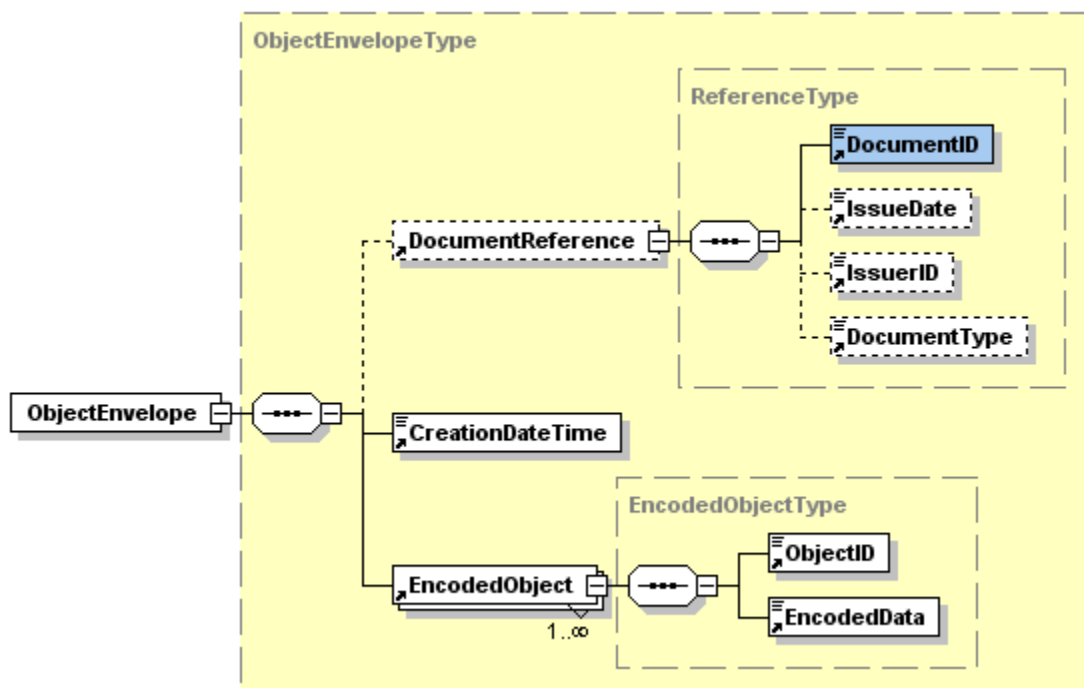 ObjectEnvelopeType
ReferenceType
DocumentID
IssueDate
DocumentReference
IssuerID
DocumentType
ObjectEnvelope
CreationDateTime
EncodedObjectType
ObjectID
EncodedObject
EncodedData
1..∞